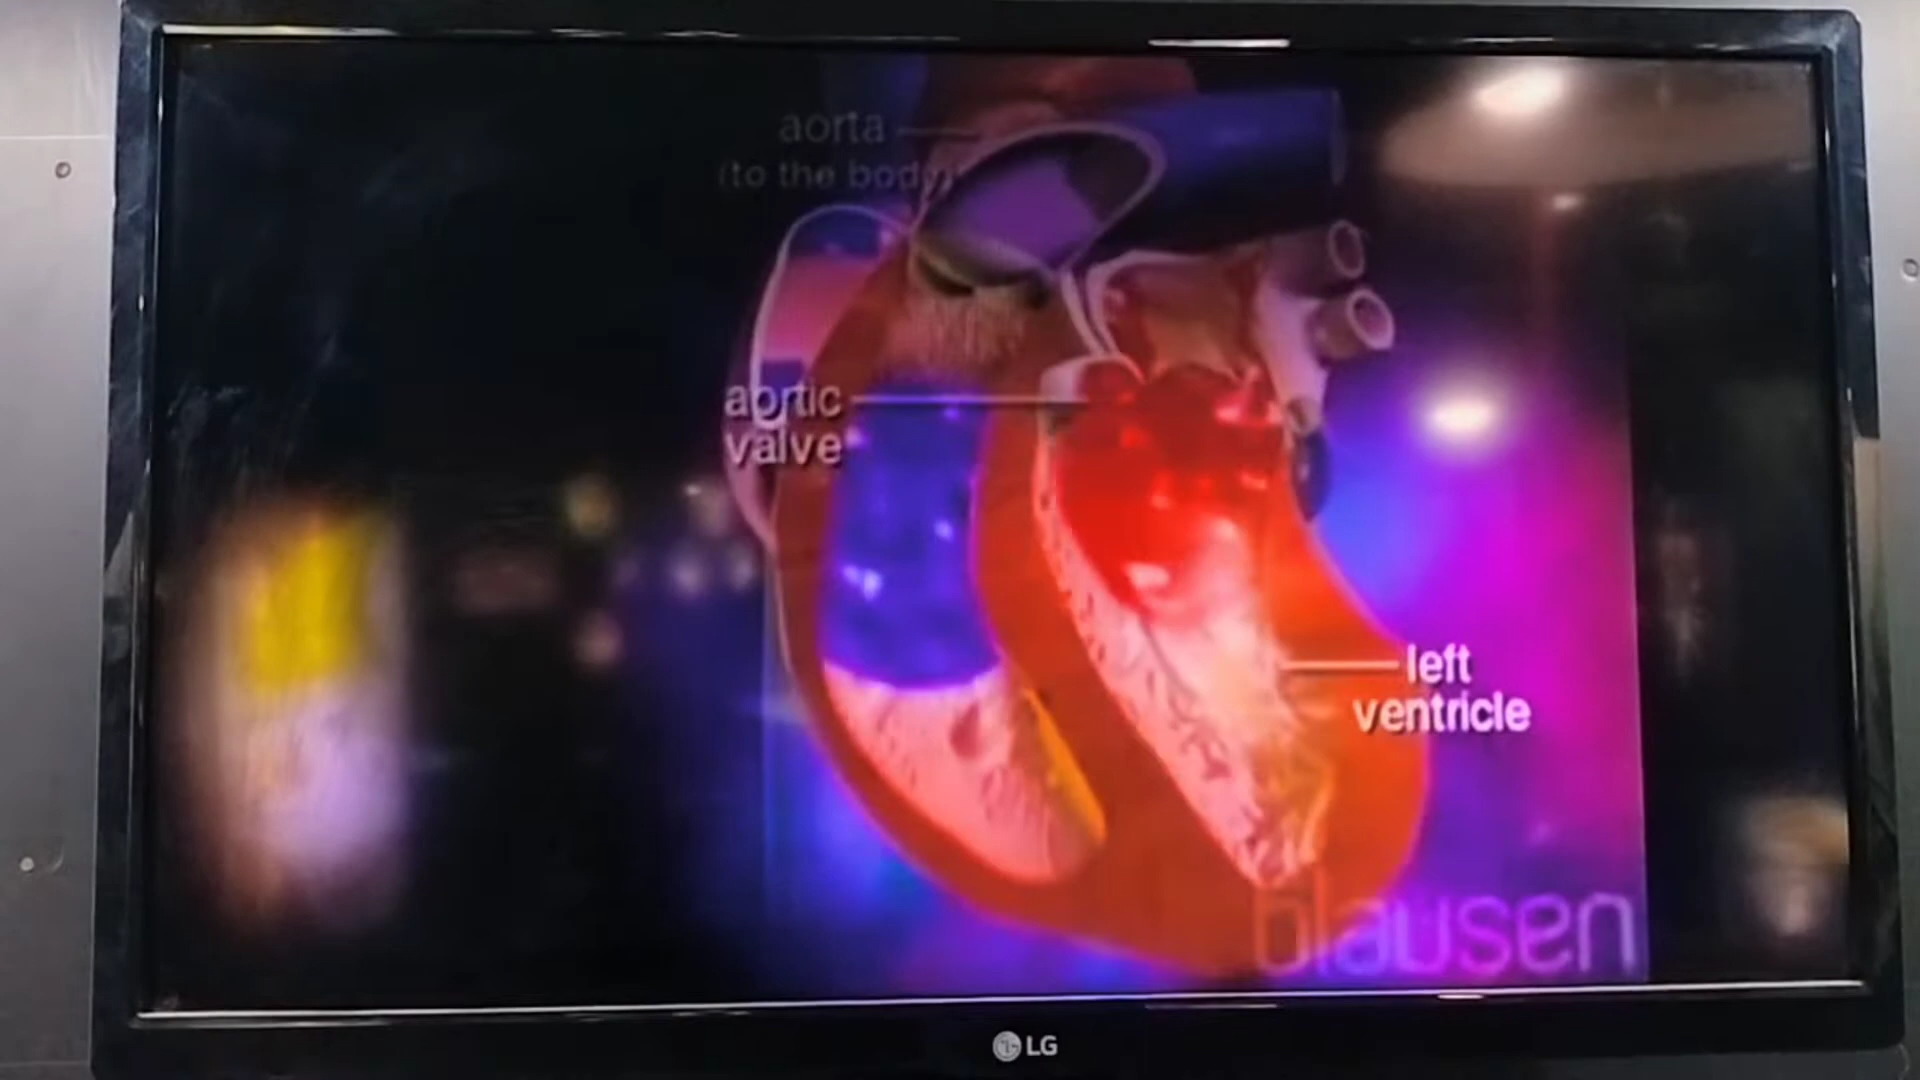 aorta
(to the body)
aortic
valve
left
ventricle
blausen
LG